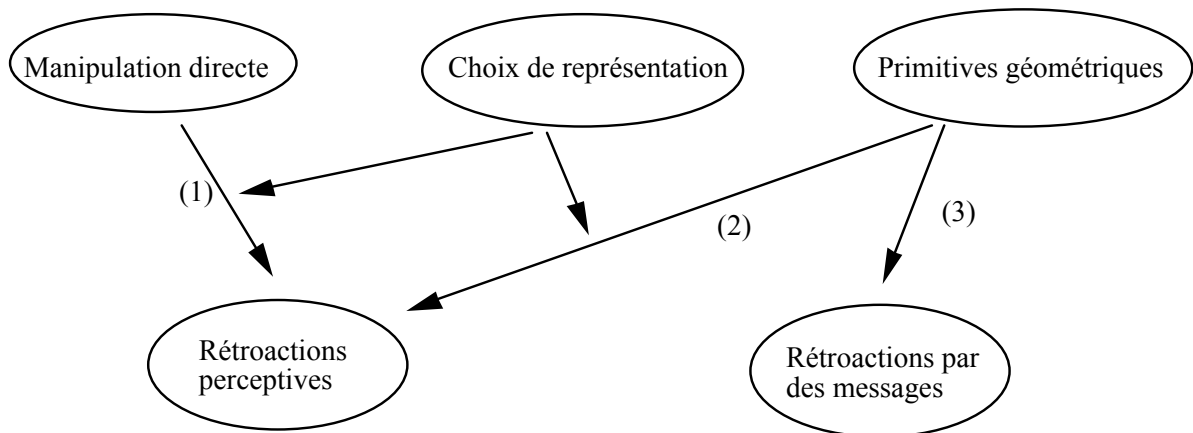 Manipulation directe
Choix de représentation
Primitives géométriques
(1)
(2)
(3)
Rétroactions
perceptives
Rétroactions par
des messages